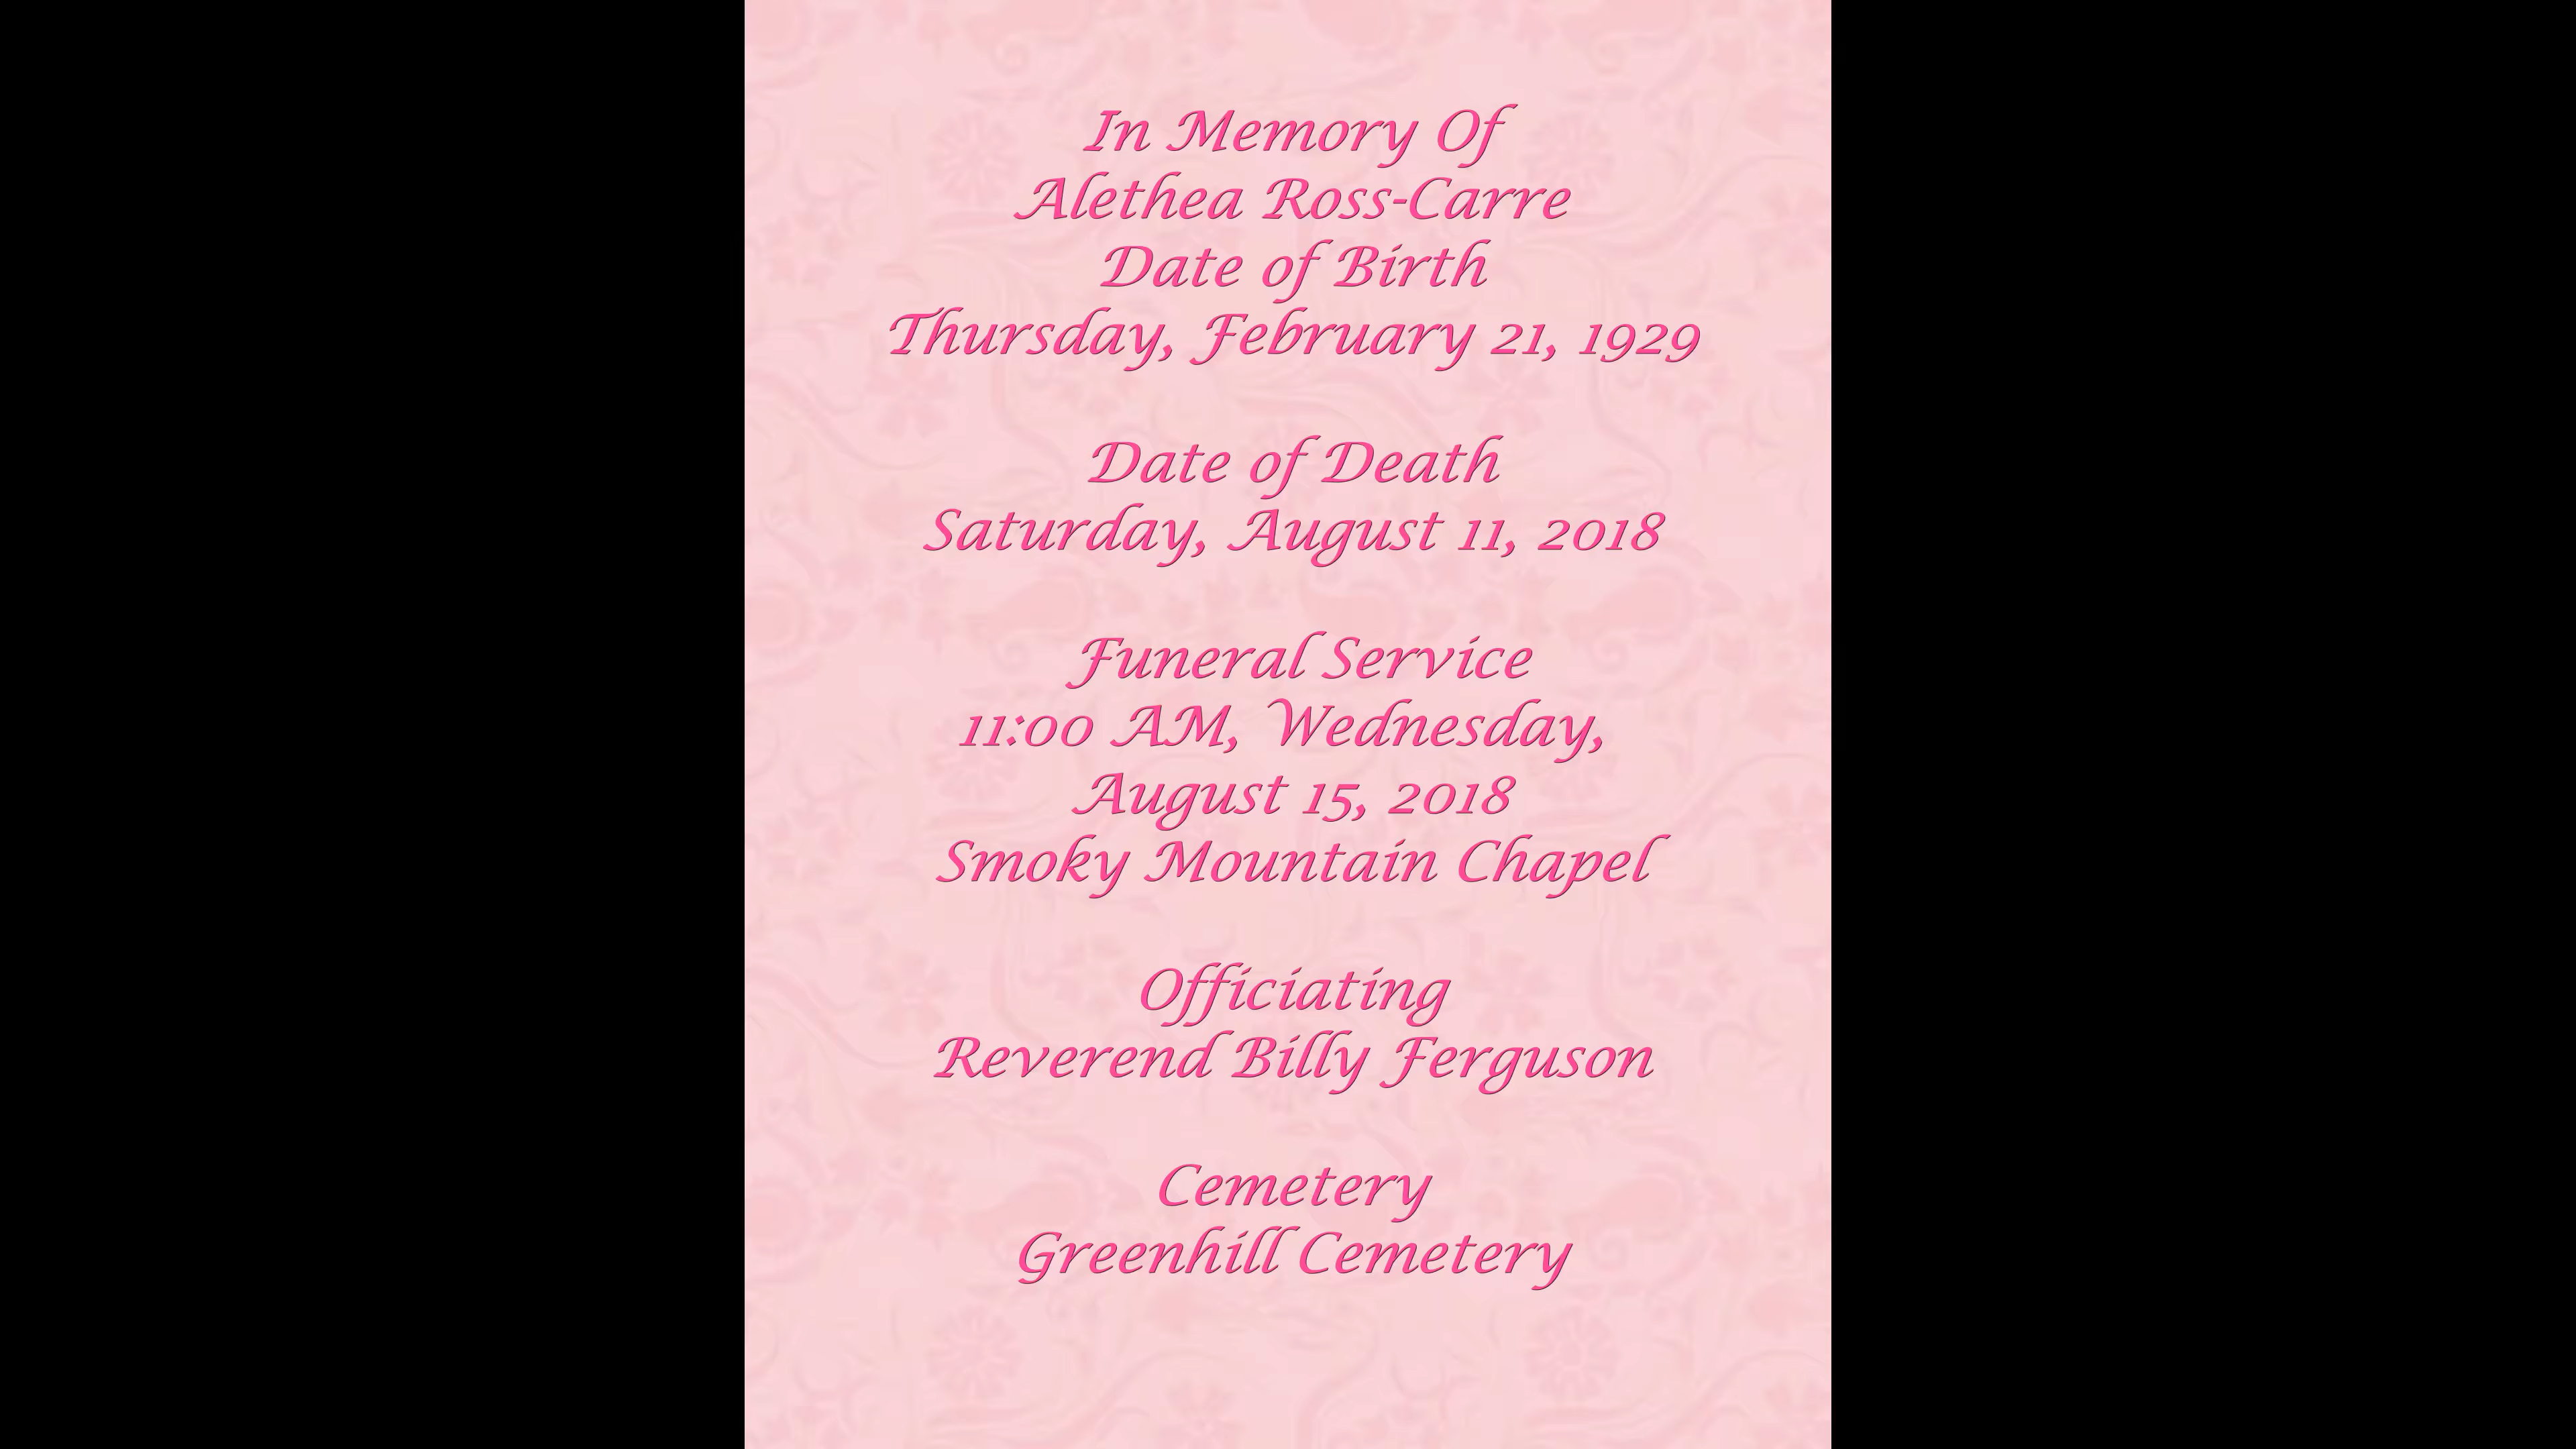 In Memory Of
Alethea Ross-Carre
Date of Birth
Thursday, February 21, 1929
Date of Death
Saturday, August 11, 2018
Funeral Service
11:00 AM, Wednesday,
August 15, 2018
Smoky Mountain Chapel
Officiating
Reverend Billy Ferguson
Cemetery
Greenhill Cemetery